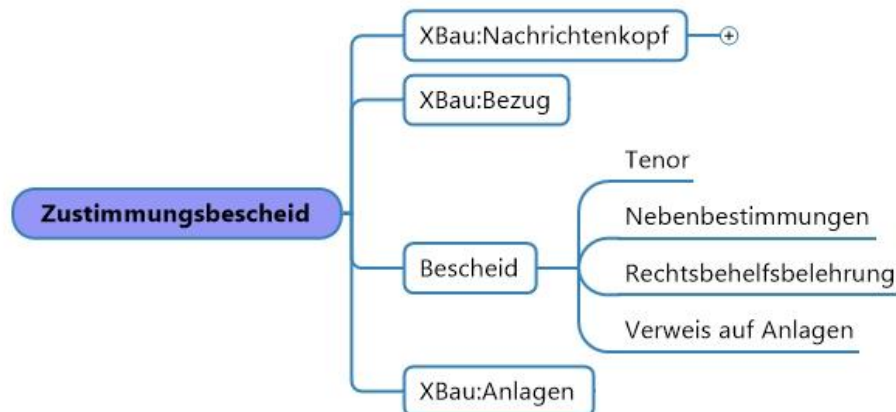 XBau:Nachrichtenkopf
XBau:Bezug
Zustimmungsbescheid
Bescheid
Tenor
Nebenbestimmungen
Rechtsbehelfsbelehrung
Verweis auf Anlagen
XBau:Anlagen